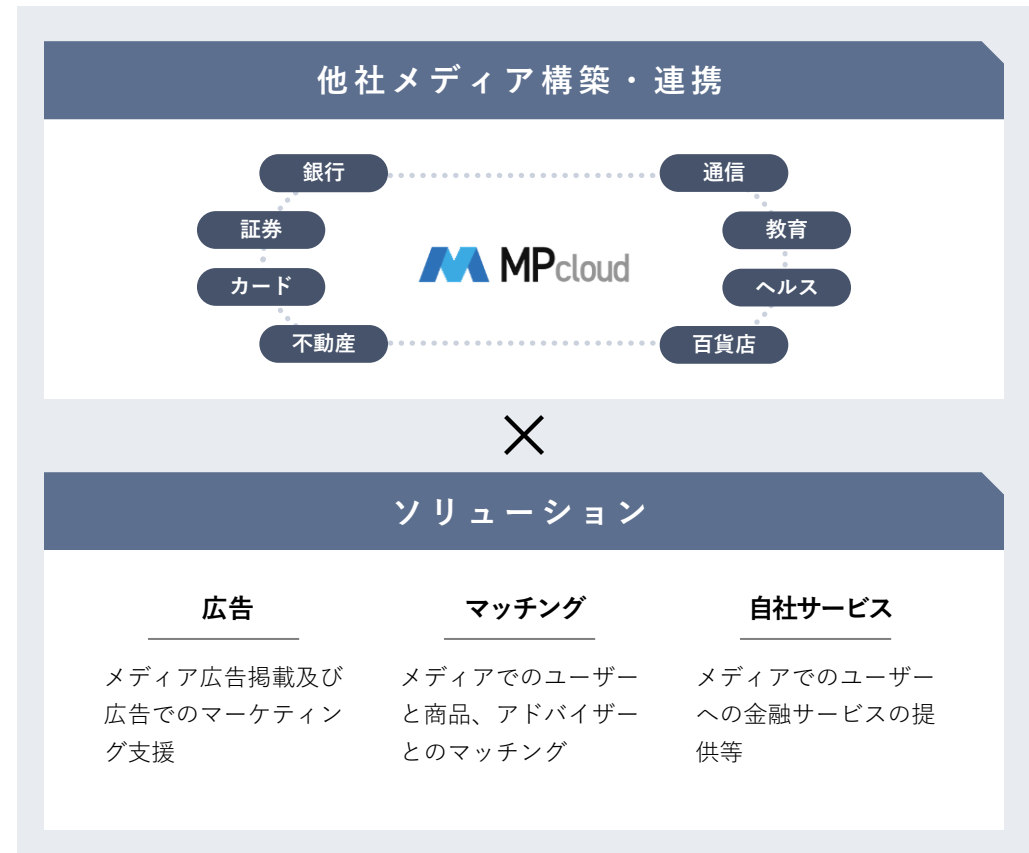 他社メディア構築・連携
銀行
通信
証券
教育
MPcloud
カード
ヘルス
不動産
百貨店
×
ソリューション
広告
メディア広告掲載及び
広告でのマーケティン
グ支援
マッチング
メディアでのユーザー
と商品、アドバイザー
とのマッチング
自社サービス
メディアでのユーザー
への金融サービスの提
供等